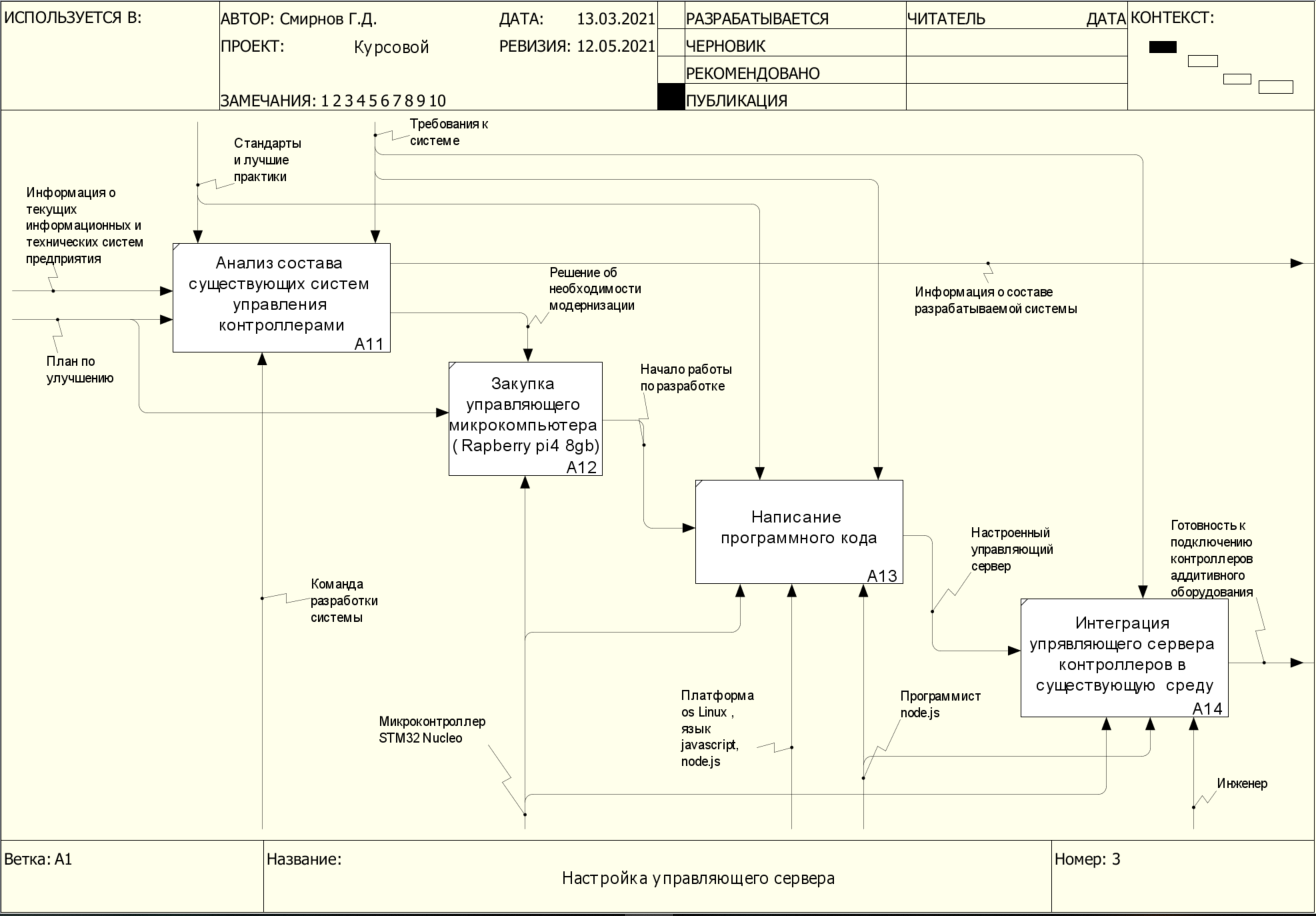 ИСПОЛЬЗУЕТСЯ В:
АВТОР: Смирнов Г.Д.
ДАТА: 13.03.2021
ПРОЕКТ: Курсовой
РЕВИЗИЯ: 12.05.2021
ЗАМЕЧАНИЯ: 1 2 3 4 5 6 7 8 9 10
РАЗРАБАТЫВАЕТСЯ
ЧЕРНОВИК
РЕКОМЕНДОВАНО
ПУБЛИКАЦИЯ
ЧИТАТЕЛЬ
ДАТА
КОНТЕКСТ:
Требования к
системе
Стандарты
и лучшие
практики
Информация о
текущих
информационных и
технических систем
предприятия
План по
улучшению
Анализ состава
существующих систем
управления
контроллерами
A11
Решение об
необходимости
модернизации
Информация о составе
разрабатываемой системы
Закупка
управляющего
микрокомпьютера
( Rapberry pi4 8gb)
A12
Начало работы
по разработке
Написание
программного кода
A13
Настроенный
управляющий
сервер
Готовность к
подключению
контроллеров
аддитивного
оборудования
Интеграция
упрявляющего сервера
контроллеров в
существующую среду
A14
Команда
разработки
системы
Микроконтроллер
STM32 Nucleo
Платформа
os Linux ,
язык
javascript,
node.js
Программист
node.js
Инженер
Ветка: A1
Название:
Настройка управляющего сервера
Номер: 3